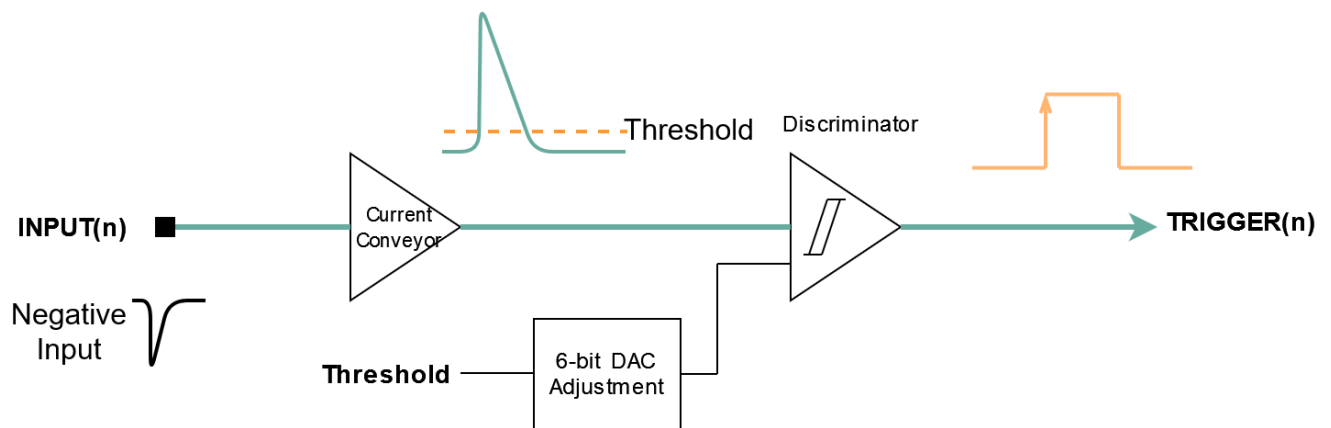 Threshold
Discriminator
INPUT(n)
Current
Conveyor
TRIGGER(n)
Negative
Input
Threshold
6-bit DAC
Adjustment